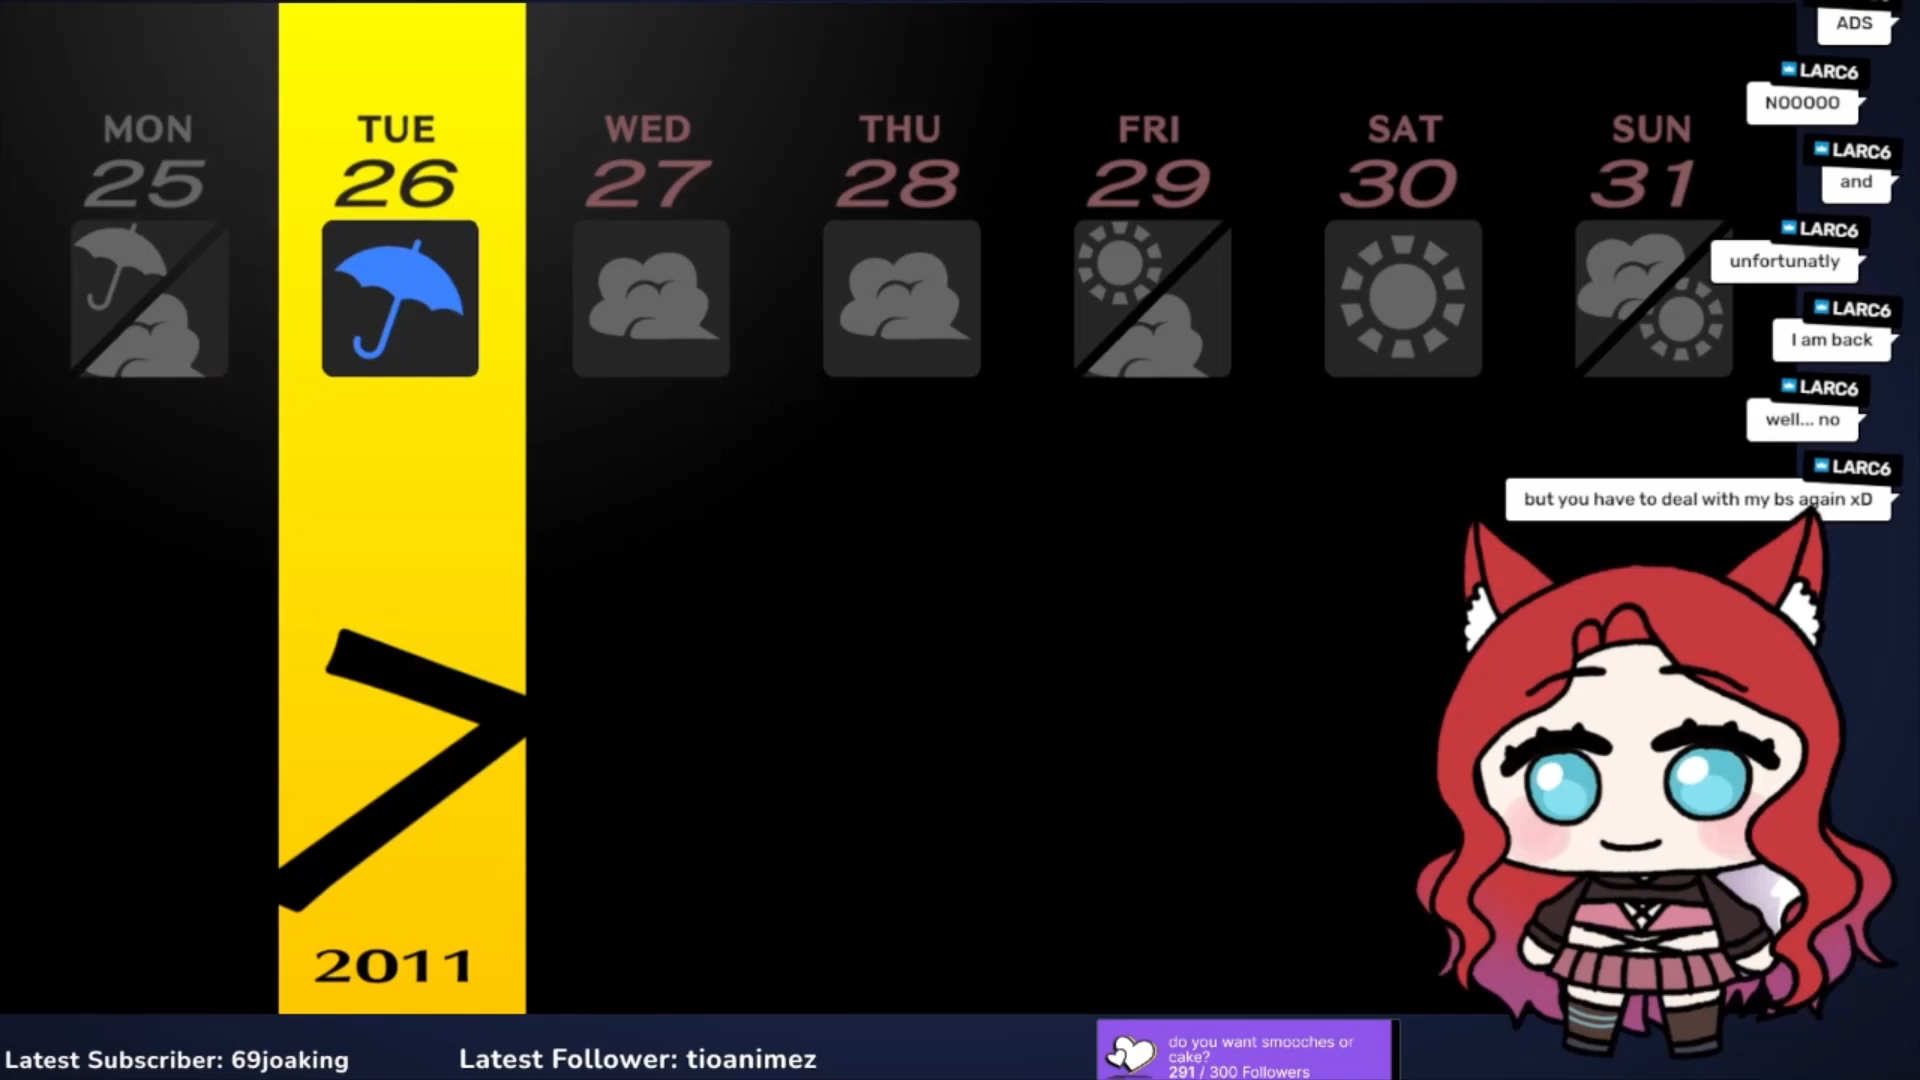 MON TUE WED THU FRI SAT SUN
25 26 27 28 29 30 31
7
2011
ADS
LARC6
NOOOOO
LARC6
and
LARC6
unfortunatly
LARC6
I am back
LARC6
well... no
LARC6
but you have to deal with my bs again xD
Latest Subscriber: 69joaking
Latest Follower: tioanimez
do you want smooches or
cake?
291 / 300 Followers